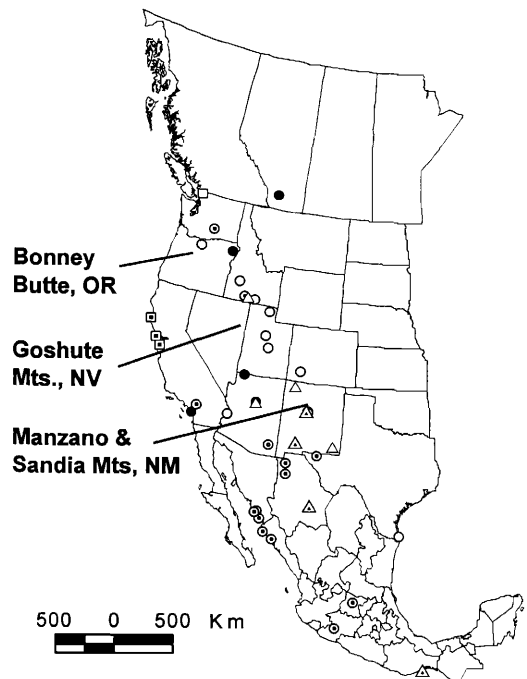 Bonney
Butte, OR
Goshute
Mts., NV
Manzano &
Sandia Mts, NM
500 0 500 Km